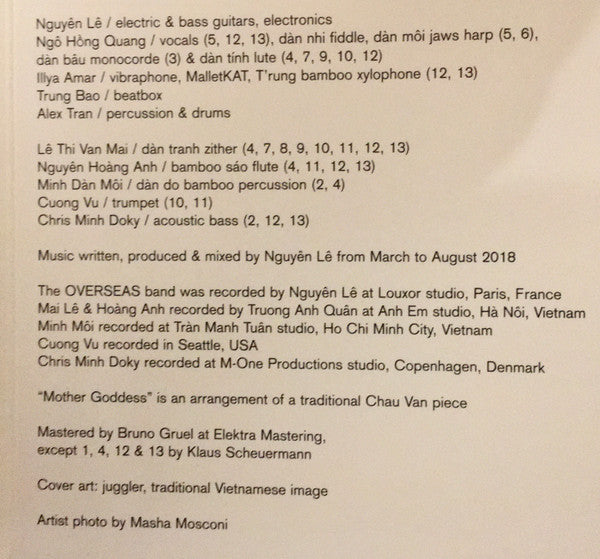 Nguyên Lê / electric & bass guitars, electronics
Ngô Hồng Quang / vocals (5, 12, 13), dàn nhi fiddle, dàn môi jaws harp (5, 6),
dàn bâu monocorde (3) & dàn tính lute (4, 7, 9, 10, 12)
Illya Amar / vibraphone, MalletKAT, T'rung bamboo xylophone (12, 13)
Trung Bao / beatbox
Alex Tran / percussion & drums
Lê Thi Van Mai / dàn tranh zither (4, 7, 8, 9, 10, 11, 12, 13)
Nguyên Hoàng Anh / bamboo sáo flute (4, 11, 12, 13)
Minh Dàn Môi / dàn do bamboo percussion (2, 4)
Cuong Vu / trumpet (10, 11)
Chris Minh Doky / acoustic bass (2, 12, 13)
Music written, produced & mixed by Nguyên Lê from March to August 2018
The OVERSEAS band was recorded by Nguyên Lê at Louxor studio, Paris, France
Mai Lê & Hoàng Anh recorded by Truong Anh Quân at Anh Em studio, Hà Nôi, Vietnam
Minh Môi recorded at Tràn Manh Tuân studio, Ho Chi Minh City, Vietnam
Cuong Vu recorded in Seattle, USA
Chris Minh Doky recorded at M-One Productions studio, Copenhagen, Denmark
“Mother Goddess” is an arrangement of a traditional Chau Van piece
Mastered by Bruno Gruel at Elektra Mastering,
except 1, 4, 12 & 13 by Klaus Scheuermann
Cover art: juggler, traditional Vietnamese image
Artist photo by Masha Mosconi